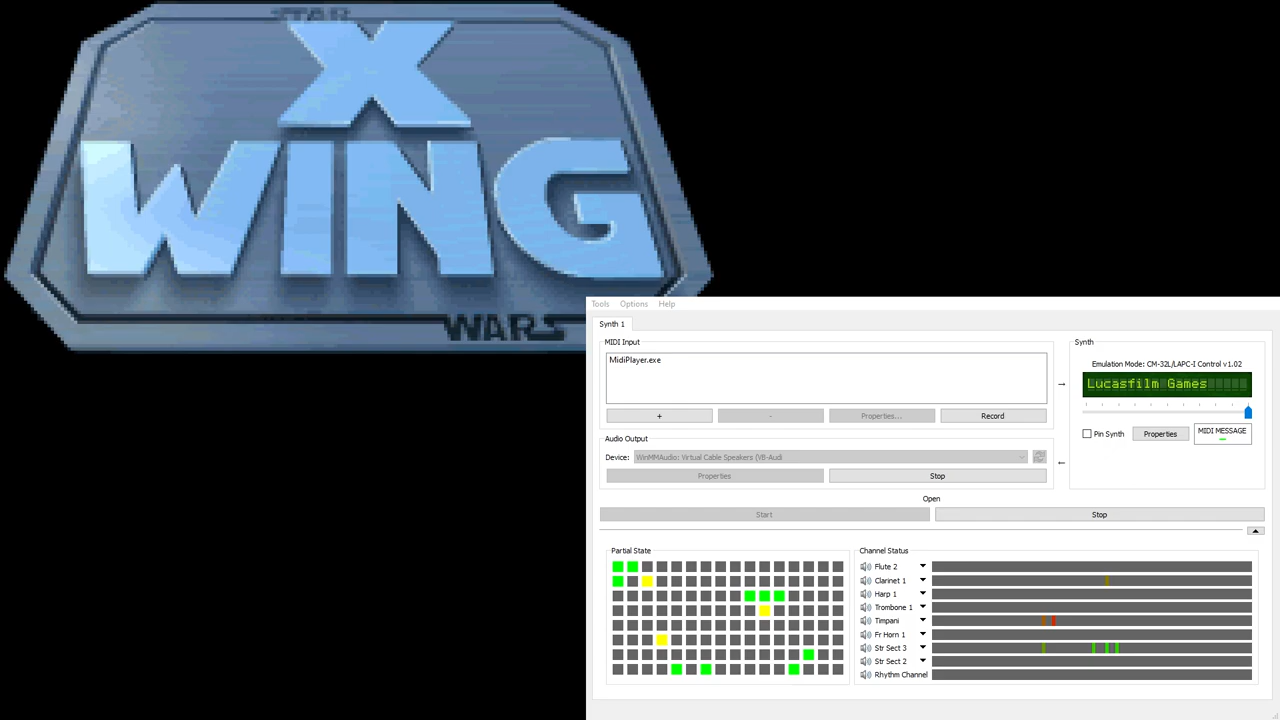 STAR
X
WING
WARS
Tools Options Help
Synth 1
MIDI Input
MidiPlayer.exe
+ - Properties... Record
Audio Output
Device: WinMMAudio: Virtual Cable Speakers (VB-Audi
Properties Stop
Synth
Emulation Mode: CM-32L/LAPC-I Control v1.02
Lucasfilm Games
Pin Synth Properties MIDI MESSAGE
Open
Start Stop
Partial State
Channel Status
Flute 2
Clarinet 1
Harp 1
Trombone 1
Timpani
Fr Horn 1
Str Sect 3
Str Sect 2
Rhythm Channel